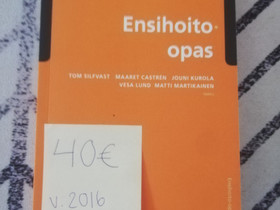 Ensihoito-
opas
TOM SILFVAST MAARET CASTRÉN JOUNI KUROLA
VESA LUND MATTI MARTIKAINEN
40€
v. 2016